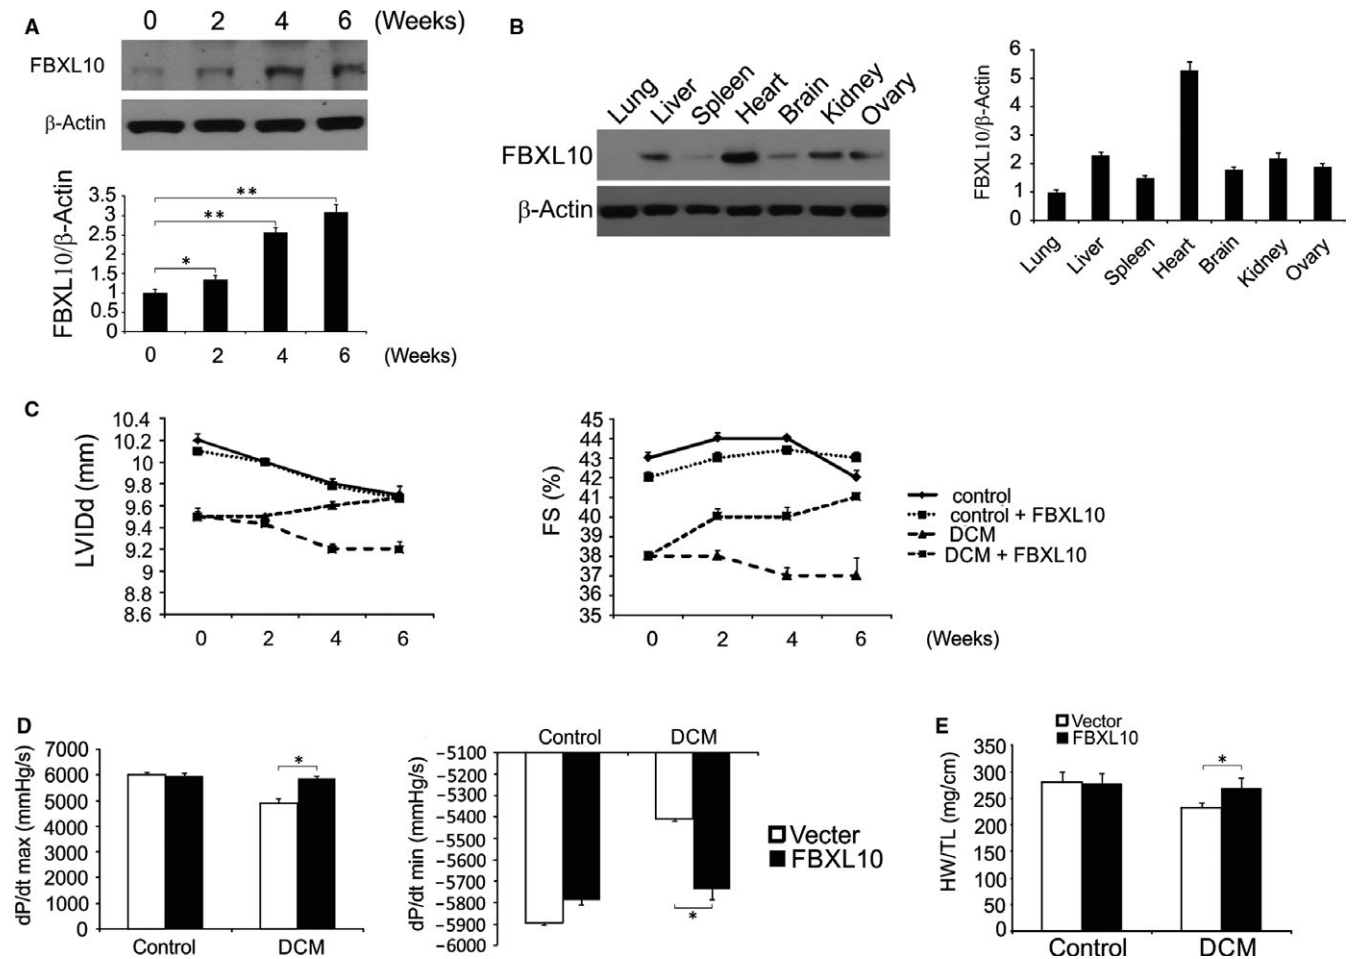 A
0 2 4 6 (Weeks)
FBXL10
β-Actin
FBXL10/β-Actin
3.5
3
2.5
2
1
1.5
0.5
0
*
**
**
0 2 4 6 (Weeks)
B
Lung Liver Spleen Heart Brain Kidney Ovary
FBXL10
β-Actin
FBXL10/β-Actin
6
5
4
3
2
1
0
Lung Liver Spleen Heart Brain Kidney Ovary
C
LVIDd (mm)
10.4
10.2
10
9.8
9.6
9.4
9.2
9
8.8
8.6
0 2 4 6
FS (%)
45
44
43
42
41
40
39
38
37
36
35
0 2 4 6 (Weeks)
control
control + FBXL10
DCM
DCM + FBXL10
D
dP/dt max (mmHg/s)
7000
6000
5000
4000
3000
2000
1000
0
*
Control DCM
dP/dt min (mmHg/s)
Control DCM
−5100
−5200
−5300
−5400
−5500
−5600
−5700
−5800
−5900
−6000
*
Vecter
FBXL10
E
Vector
FBXL10
HW/TL (mg/cm)
350
300
250
200
150
100
50
0
*
Control DCM